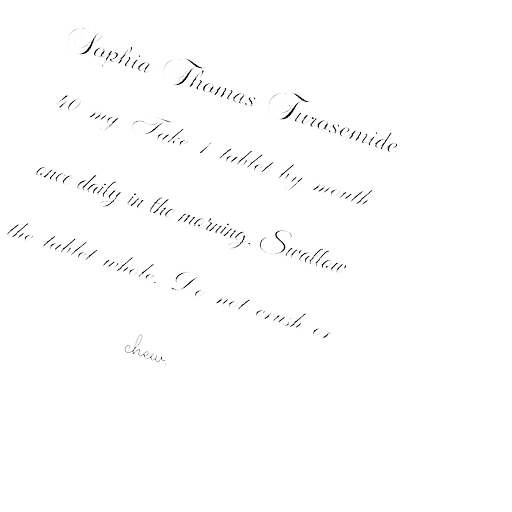 Sophia Thomas Furosemide
40 mg Take 1 tablet by mouth
once daily in the morning. Swallow
the tablet whole. Do not crush or
chew.